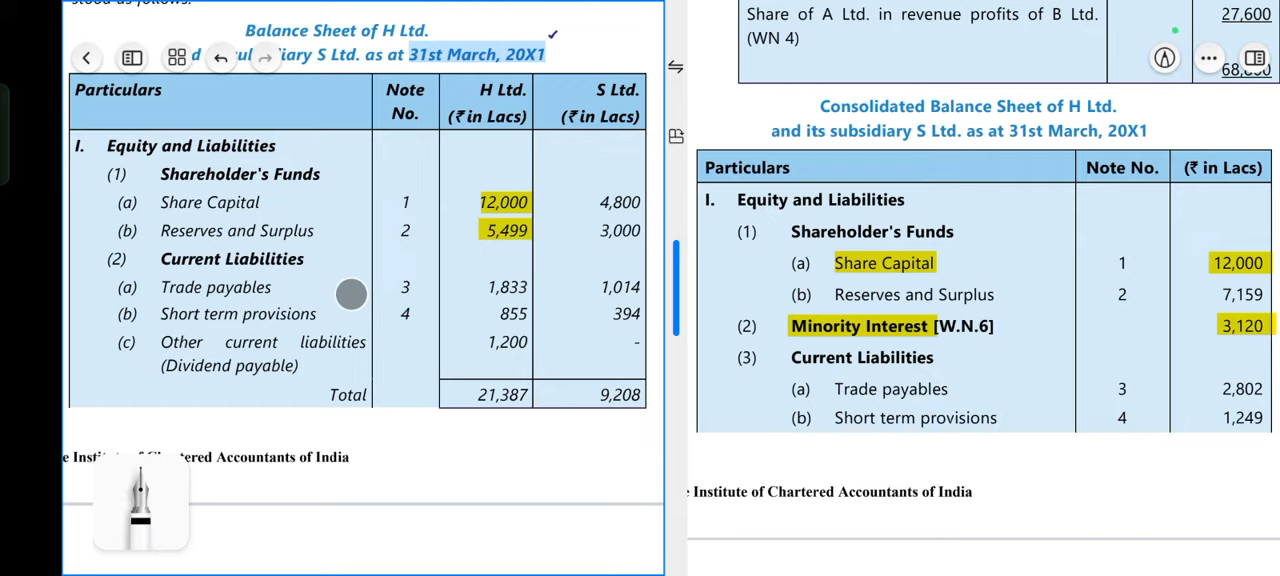 Balance Sheet of H Ltd.
iary S Ltd. as at 31st March, 20X1
Particulars Note No. H Ltd. (₹ in Lacs) S Ltd. (₹ in Lacs)
I. Equity and Liabilities
(1) Shareholder's Funds
(a) Share Capital 1 12,000 4,800
(b) Reserves and Surplus 2 5,499 3,000
(2) Current Liabilities
(a) Trade payables 3 1,833 1,014
(b) Short term provisions 4 855 394
(c) Other current liabilities (Dividend payable) 1,200 -
Total 21,387 9,208
tered Accountants of India
Share of A Ltd. in revenue profits of B Ltd. 27,600
(WN 4)
Consolidated Balance Sheet of H Ltd.
and its subsidiary S Ltd. as at 31st March, 20X1
Particulars Note No. (₹ in Lacs)
I. Equity and Liabilities
(1) Shareholder's Funds
(a) Share Capital 1 12,000
(b) Reserves and Surplus 2 7,159
(2) Minority Interest [W.N.6] 3,120
(3) Current Liabilities
(a) Trade payables 3 2,802
(b) Short term provisions 4 1,249
Institute of Chartered Accountants of India